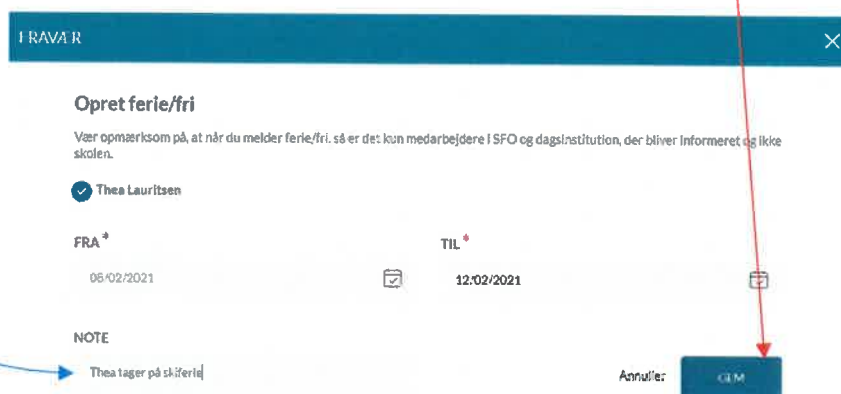 FRAVÆR
Opret ferie/fri
Vær opmærksom på, at når du melder ferie/fri, så er det kun medarbejdere i SFO og dagsinstitution, der bliver informeret og ikke
skolen.
Thea Lauritsen
FRA * TIL *
08/02/2021 12/02/2021
NOTE
Thea tager på skiferie
Annuller GEM